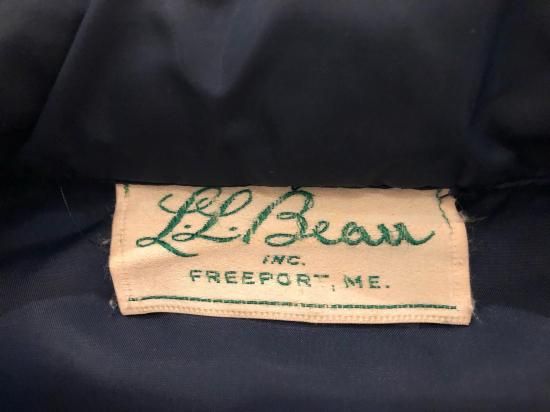 L.L. Bean
INC.
FREEPORT, ME.